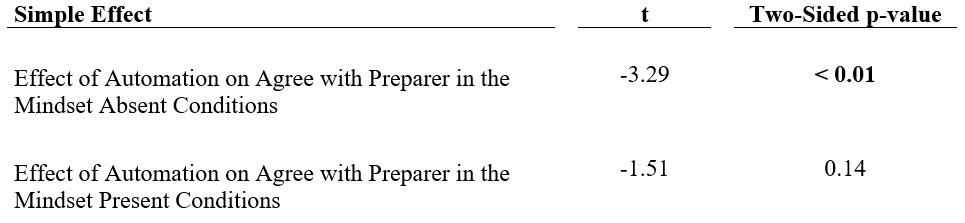 Simple Effect t Two-Sided p-value
Effect of Automation on Agree with Preparer in the -3.29 < 0.01
Mindset Absent Conditions
Effect of Automation on Agree with Preparer in the -1.51 0.14
Mindset Present Conditions